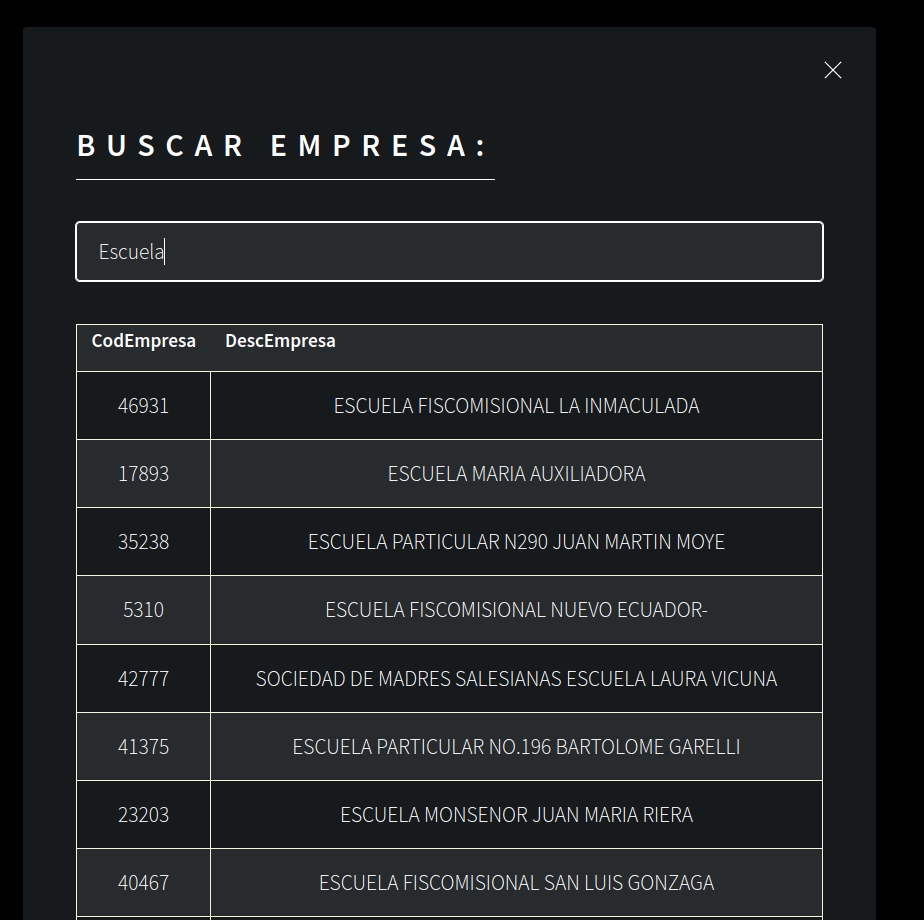 BUSCAR EMPRESA:
Escuela
CodEmpresa DescEmpresa
46931 ESCUELA FISCOMISIONAL LA INMACULADA
17893 ESCUELA MARIA AUXILIADORA
35238 ESCUELA PARTICULAR N290 JUAN MARTIN MOYE
5310 ESCUELA FISCOMISIONAL NUEVO ECUADOR-
42777 SOCIEDAD DE MADRES SALESIANAS ESCUELA LAURA VICUNA
41375 ESCUELA PARTICULAR NO.196 BARTOLOME GARELLI
23203 ESCUELA MONSENOR JUAN MARIA RIERA
40467 ESCUELA FISCOMISIONAL SAN LUIS GONZAGA